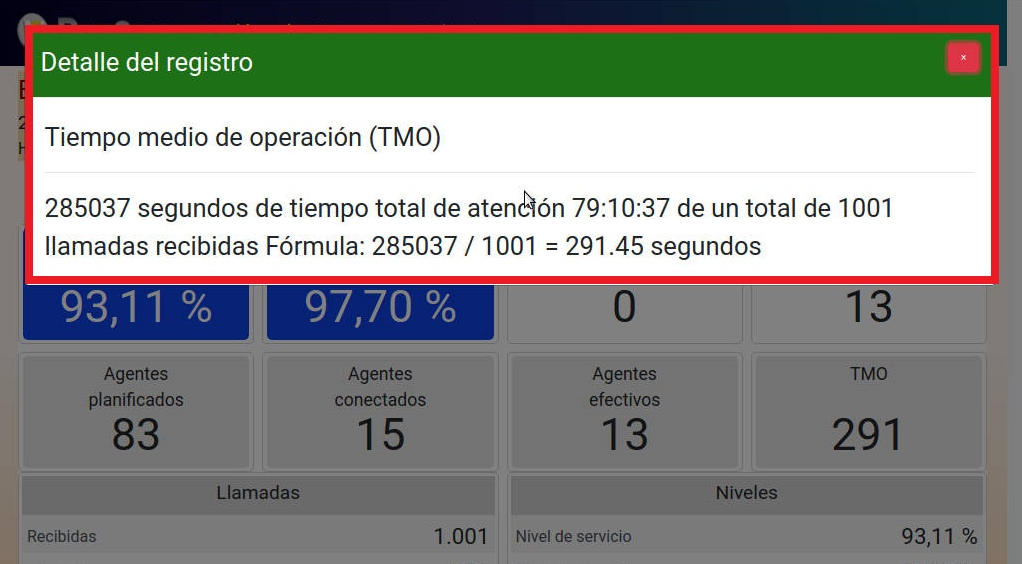 Detalle del registro
×
Tiempo medio de operación (TMO)
285037 segundos de tiempo total de atención 79:10:37 de un total de 1001
llamadas recibidas Fórmula: 285037 / 1001 = 291.45 segundos
93,11 %
97,70 %
0
13
Agentes
planificados
83
Agentes
conectados
15
Agentes
efectivos
13
TMO
291
Llamadas
Niveles
Recibidas
1.001
Nivel de servicio
93,11 %